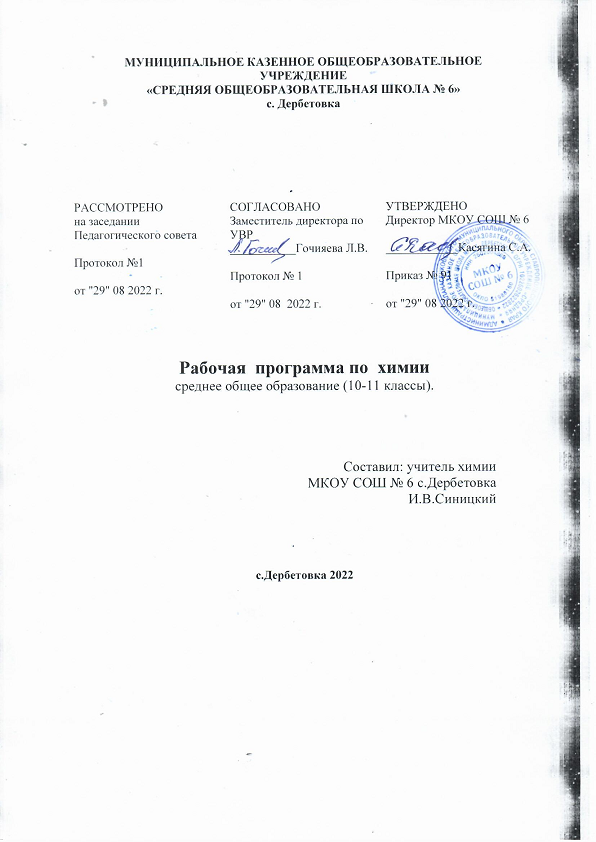 МУНИЦИПАЛЬНОЕ КАЗЕННОЕ ОБЩЕОБРАЗОВАТЕЛЬНОЕ
УЧРЕЖДЕНИЕ
«СРЕДНЯЯ ОБЩЕОБРАЗОВАТЕЛЬНАЯ ШКОЛА № 6»
с. Дербетовка
РАССМОТРЕНО
на заседании
Педагогического совета
Протокол №1
от "29" 08 2022 г.
СОГЛАСОВАНО
Заместитель директора по
УВР
Гочияева Л.В.
Протокол № 1
от "29" 08 2022 г.
УТВЕРЖДЕНО
Директор МКОУ СОШ № 6
Касягина С.А.
Приказ № 91
от "29" 08 2022 г.
МКОУ
СОШ № 6
Рабочая программа по химии
среднее общее образование (10-11 классы).
Составил: учитель химии
МКОУ СОШ № 6 с.Дербетовка
И.В.Синицкий
с.Дербетовка 2022